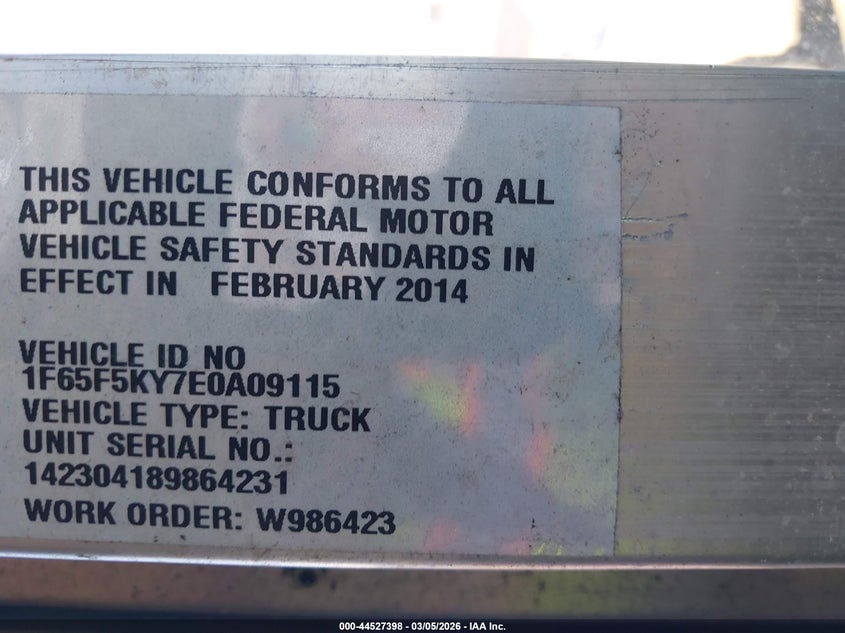 THIS VEHICLE CONFORMS TO ALL
APPLICABLE FEDERAL MOTOR
VEHICLE SAFETY STANDARDS IN
EFFECT IN FEBRUARY 2014
VEHICLE ID NO
1F65F5KY7E0A09115
VEHICLE TYPE: TRUCK
UNIT SERIAL NO.:
142304189864231
WORK ORDER: W986423
000-44527398 - 03/05/2026 - IAA Inc.